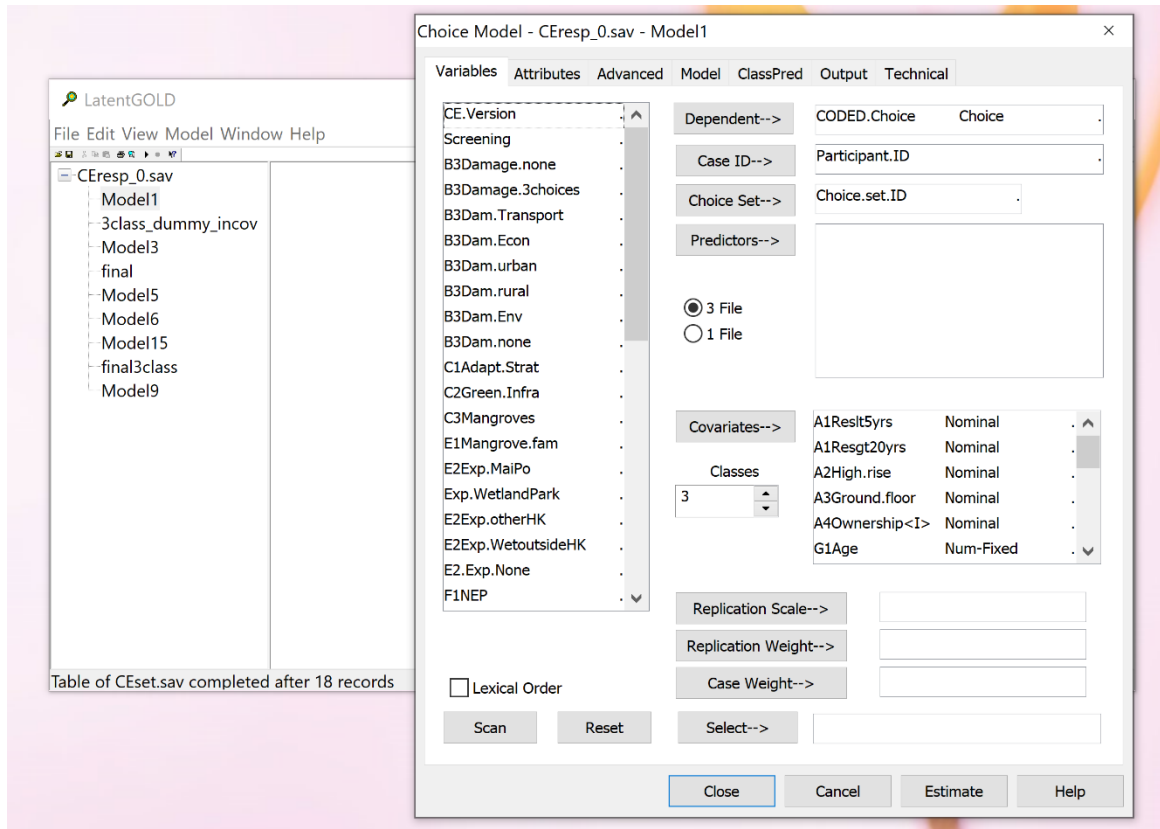 LatentGOLD
File Edit View Model Window Help
CEresp_0.sav
Model1
3class_dummy_incov
Model3
final
Model5
Model6
Model15
final3class
Model9
Table of CEset.sav completed after 18 records
Choice Model - CEresp_0.sav - Model1
Variables Attributes Advanced Model ClassPred Output Technical
CE.Version .
Screening .
B3Damage.none .
B3Damage.3choices .
B3Dam.Transport .
B3Dam.Econ .
B3Dam.urban .
B3Dam.rural .
B3Dam.Env .
B3Dam.none .
C1Adapt.Strat .
C2Green.Infra .
C3Mangroves .
E1Mangrove.fam .
E2Exp.MaiPo .
Exp.WetlandPark .
E2Exp.otherHK .
E2Exp.WetoutsideHK .
E2.Exp.None .
F1NEP .
Lexical Order
Scan Reset
Dependent--> CODED.Choice Choice .
Case ID--> Participant.ID .
Choice Set--> Choice.set.ID .
Predictors-->
3 File
1 File
Covariates-->
Classes
3
A1Reslt5yrs Nominal .
A1Resgt20yrs Nominal .
A2High.rise Nominal .
A3Ground.floor Nominal .
A4Ownership<I> Nominal .
G1Age Num-Fixed .
Replication Scale-->
Replication Weight-->
Case Weight-->
Select-->
Close Cancel Estimate Help